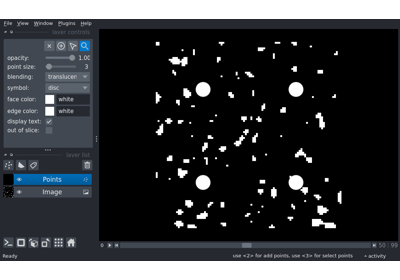 File View Window Plugins Help
layer controls
opacity: 1.00
point size: 3
blending: translucen
symbol: disc
face color: white
edge color: white
display text:
out of slice:
layer list
Points
Image
0 50 99
Ready use <2> for add points, use <3> for select points activity